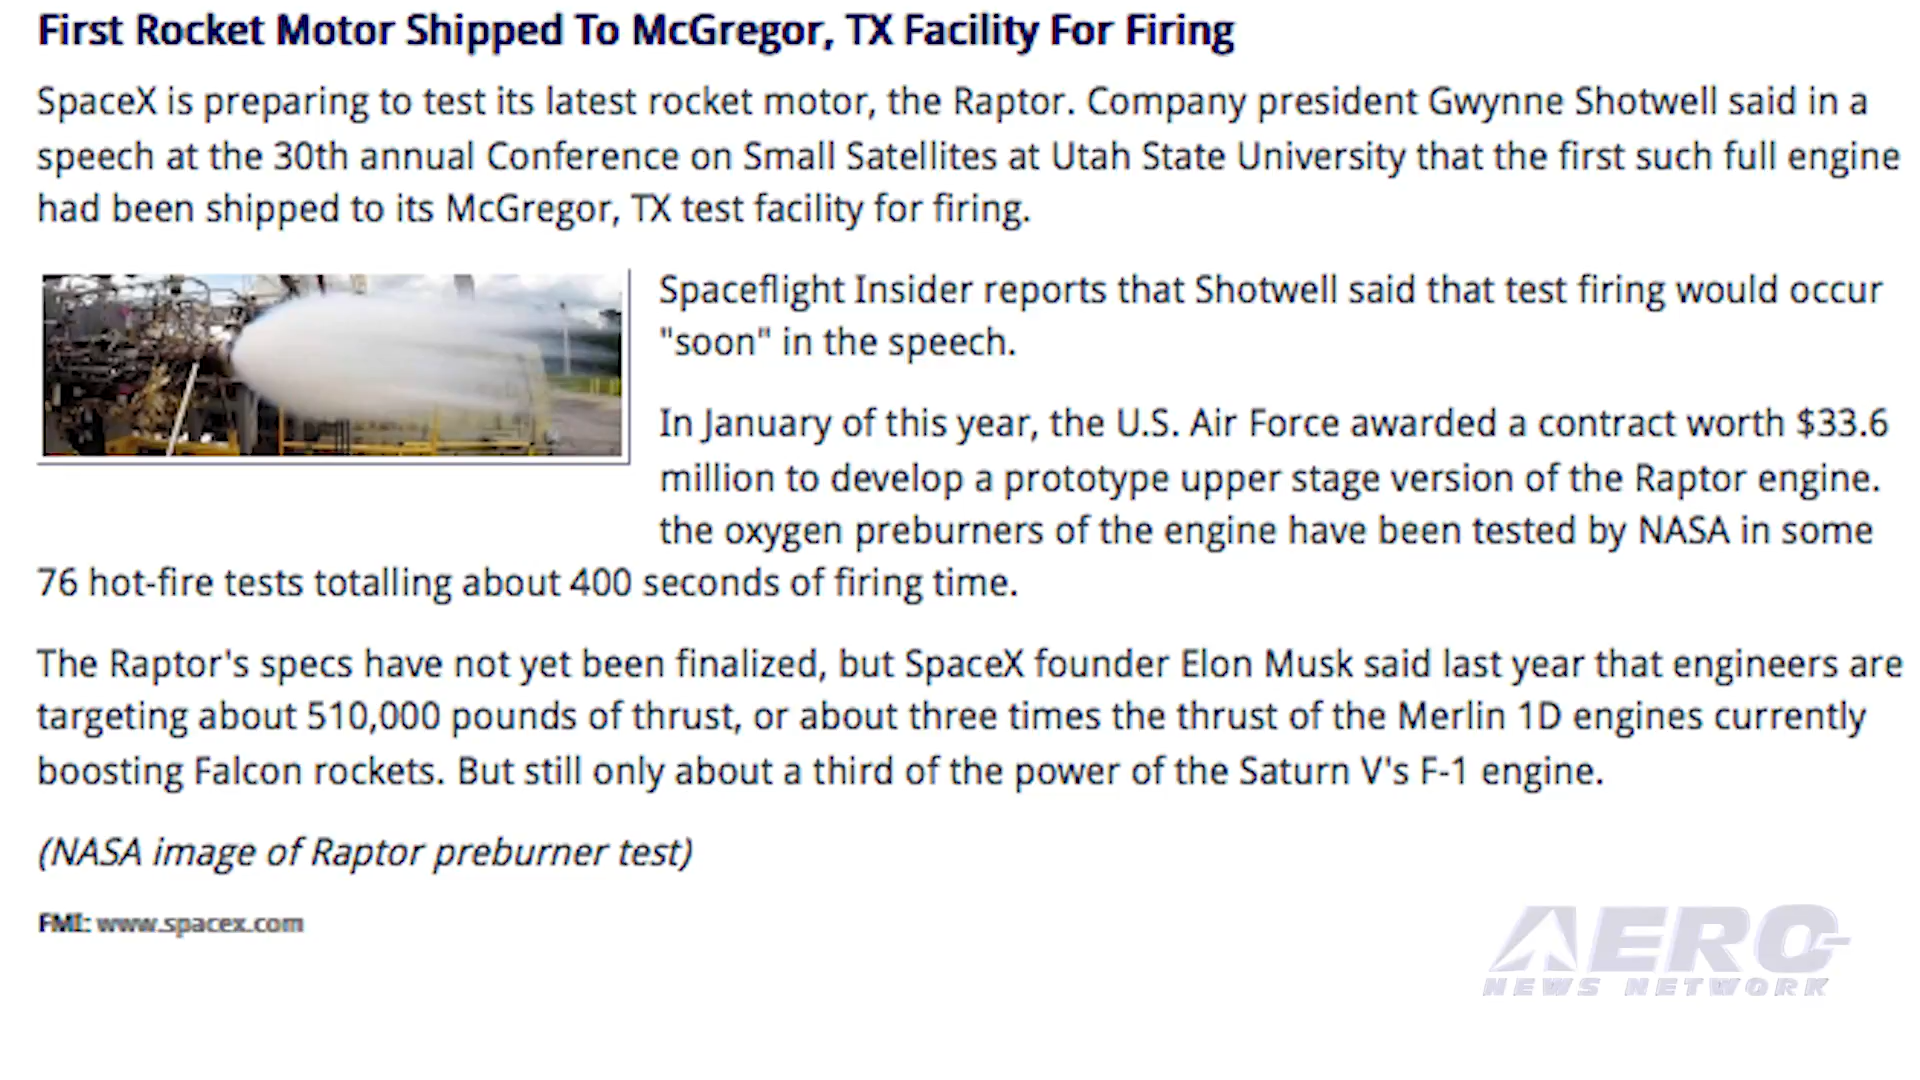 First Rocket Motor Shipped To McGregor, TX Facility For Firing
SpaceX is preparing to test its latest rocket motor, the Raptor. Company president Gwynne Shotwell said in a
speech at the 30th annual Conference on Small Satellites at Utah State University that the first such full engine
had been shipped to its McGregor, TX test facility for firing.
Spaceflight Insider reports that Shotwell said that test firing would occur
"soon" in the speech.
In January of this year, the U.S. Air Force awarded a contract worth $33.6
million to develop a prototype upper stage version of the Raptor engine.
the oxygen preburners of the engine have been tested by NASA in some
76 hot-fire tests totalling about 400 seconds of firing time.
The Raptor's specs have not yet been finalized, but SpaceX founder Elon Musk said last year that engineers are
targeting about 510,000 pounds of thrust, or about three times the thrust of the Merlin 1D engines currently
boosting Falcon rockets. But still only about a third of the power of the Saturn V's F-1 engine.
(NASA image of Raptor preburner test)
FMI: www.spacex.com
AERO
NEWS NETWORK